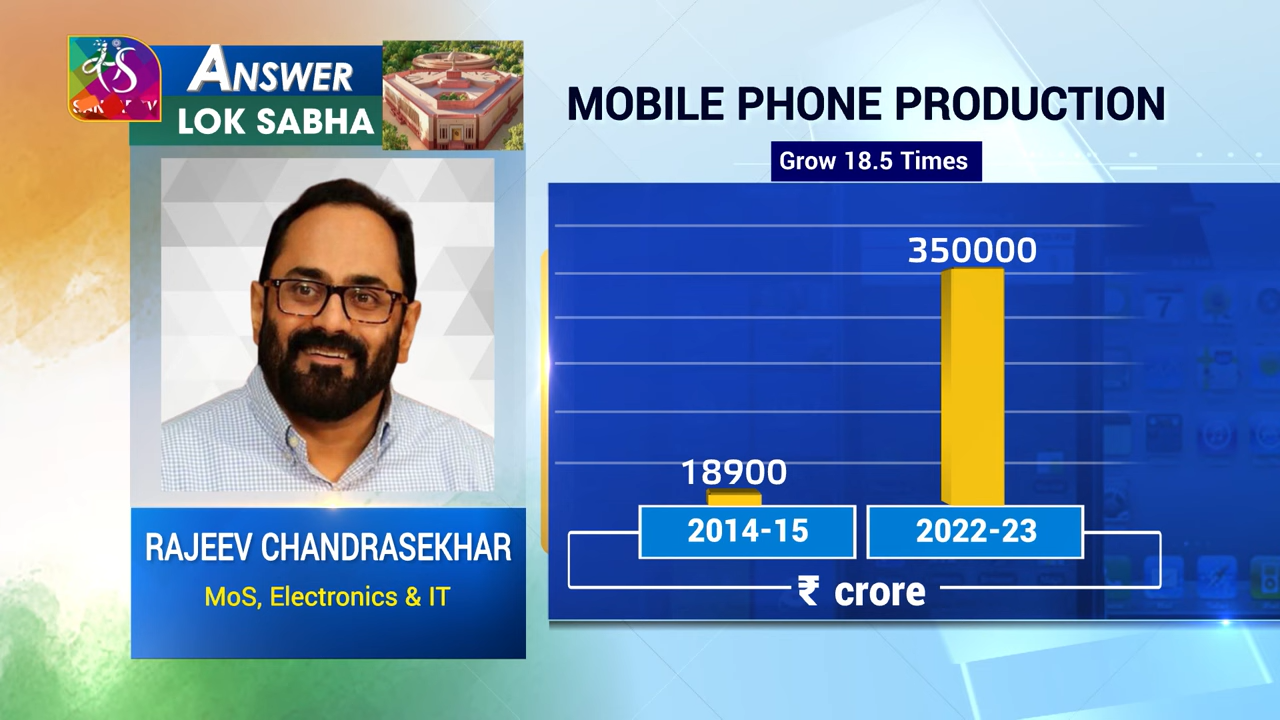 ANSWER
LOK SABHA
MOBILE PHONE PRODUCTION
Grow 18.5 Times
350000
18900
2014-15
2022-23
₹ crore
RAJEEV CHANDRASEKHAR
MoS, Electronics & IT